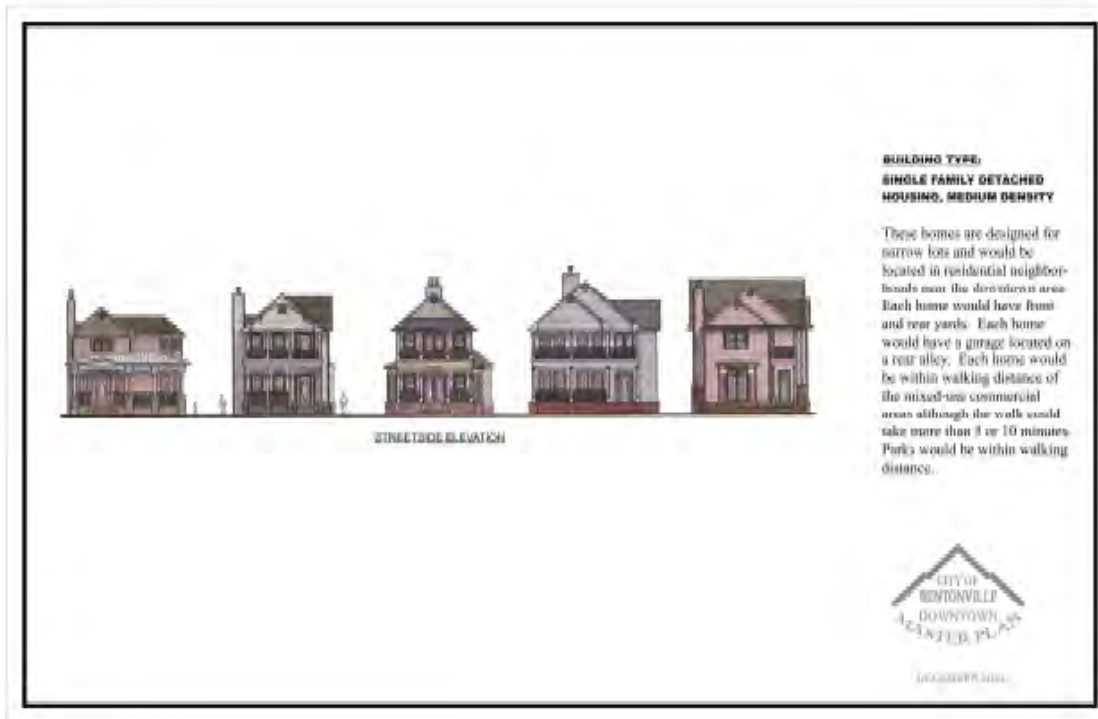 BUILDING TYPE:
SINGLE FAMILY DETACHED
HOUSING, MEDIUM DENSITY
These homes are designed for
narrow lots and would be
located in residential neighbor-
hoods near the downtown area
Each home would have front
and rear yards. Each home
would have a garage located on
a rear alley. Each home would
be within walking distance of
the mixed-use commercial
areas although the walk could
take more than or 10 minutes
Parks would be within walking
distance.
STREETSIDE ELEVATION
CITY OF
BENTONVILLE
DOWNTOWN
MASTER PLAN
DECEMBER